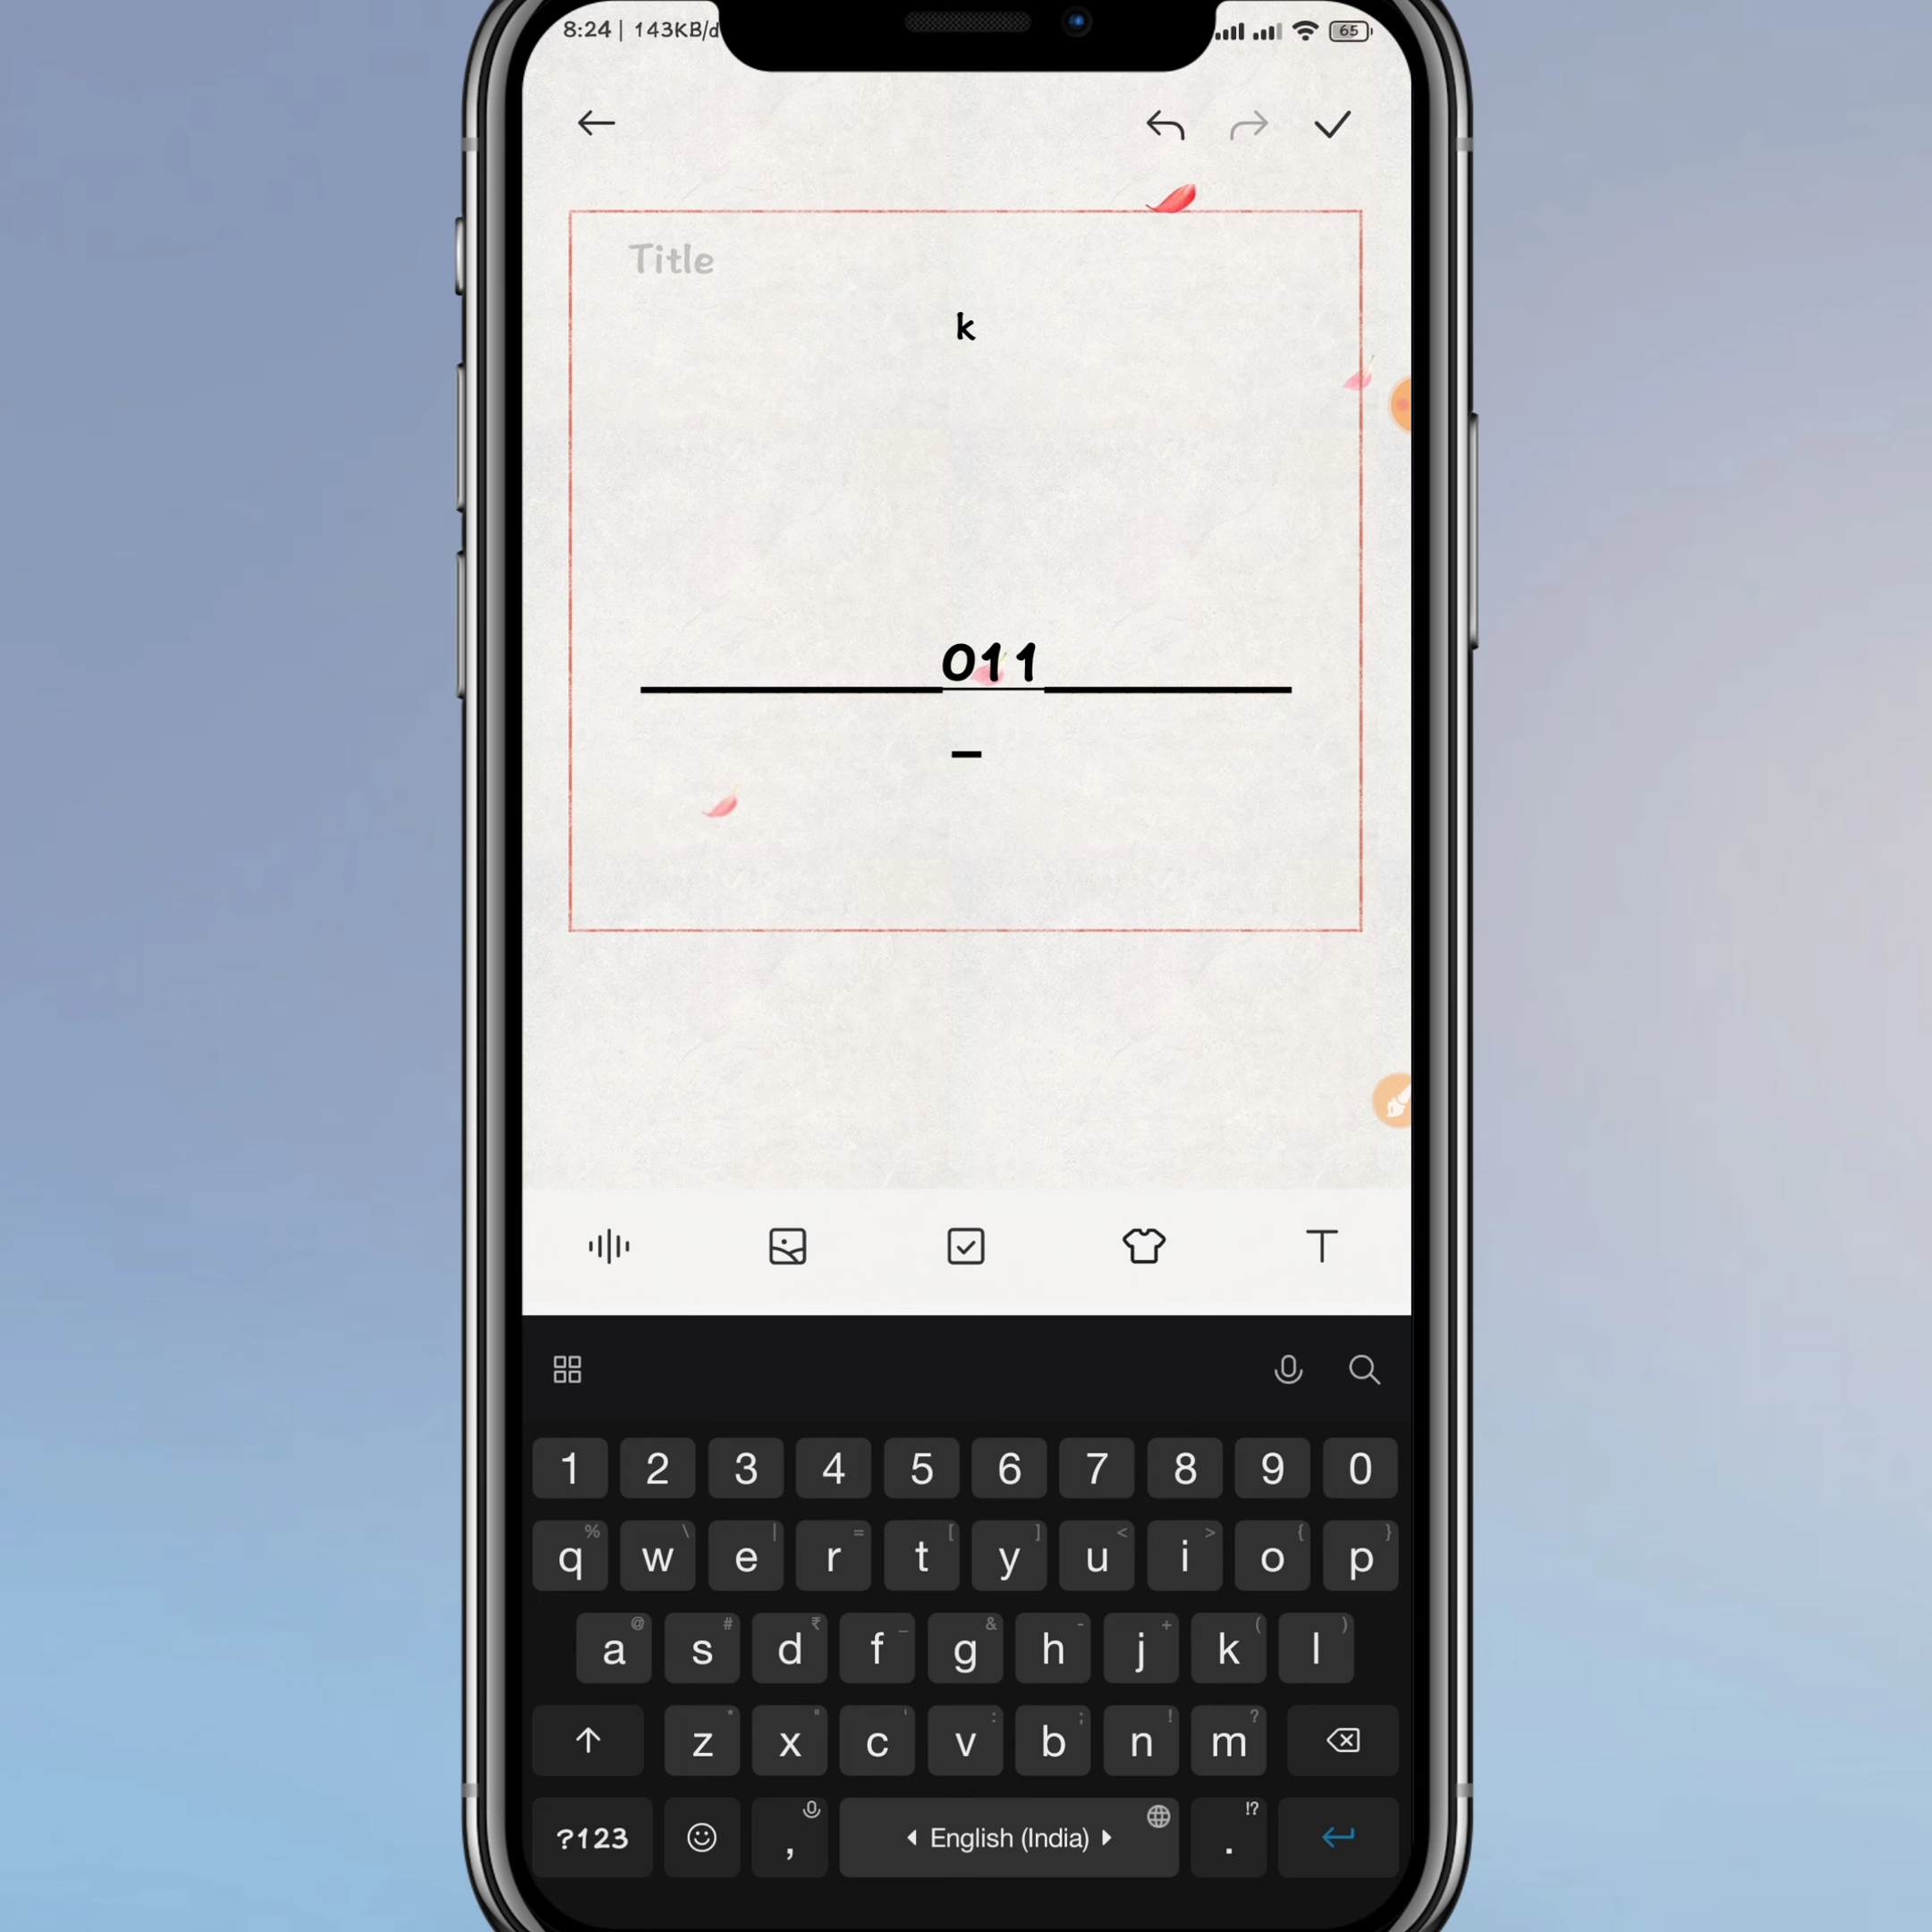 8:24 | 143KB/
65
Title
k
011
1 2 3 4 5 6 7 8 9 0
% \ | = [ ] < > { }
q w e r t y u i o p
@ # ₹ _ & - + ( )
a s d f g h j k l
* " ' : ; ! ?
z x c v b n m
!?
?123 , English (India) .